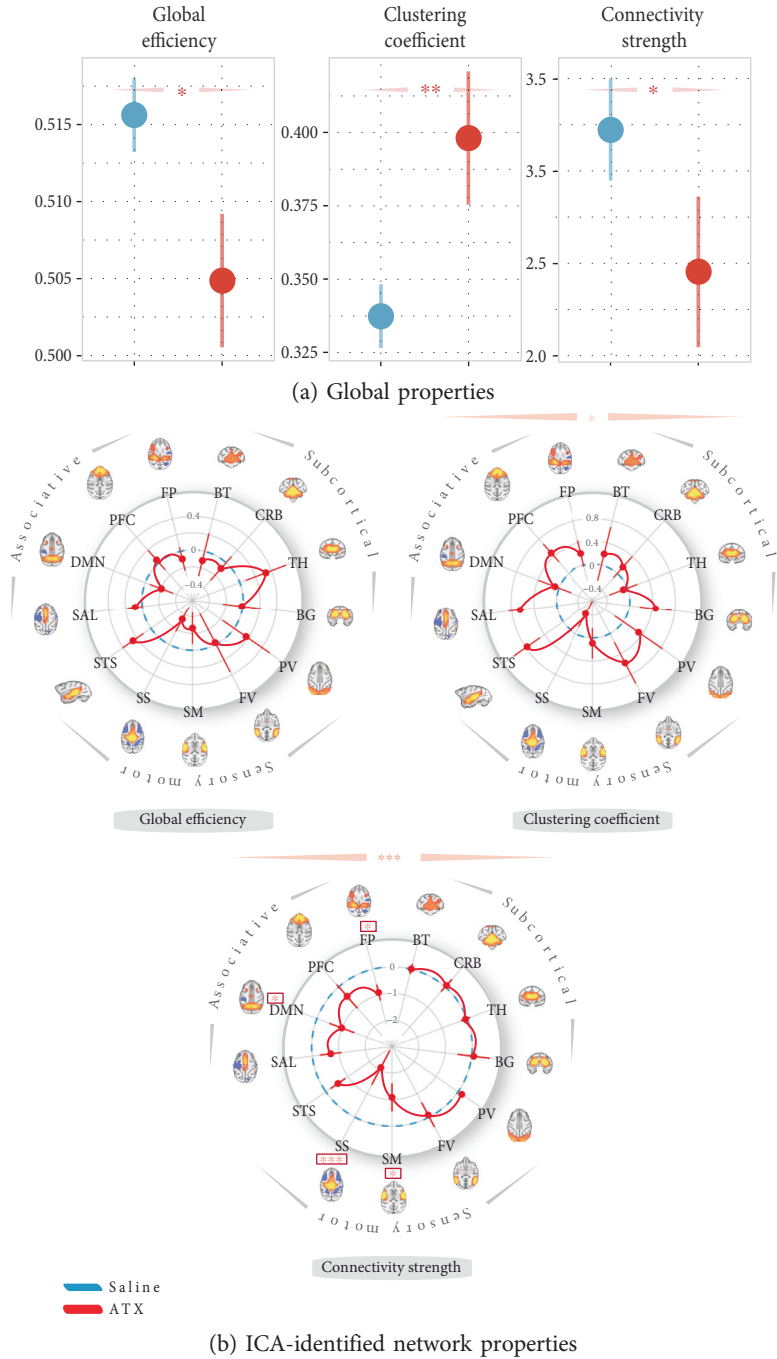 Global
efficiency
Clustering
coefficient
Connectivity
strength
*
**
*
0.515
0.510
0.505
0.500
0.400
0.375
0.350
0.325
3.5
3.5
2.5
2.0
(a) Global properties
*
Associative
Subcortical
Sensory motor
FP
BT
PFC
CRB
DMN
TH
SAL
BG
STS
PV
SS
FV
SM
0.4
0
−0.4
Global efficiency
Associative
Subcortical
Sensory motor
FP
BT
PFC
CRB
DMN
TH
SAL
BG
STS
PV
SS
FV
SM
0.8
0.4
0
−0.4
Clustering coefficient
***
Associative
Subcortical
Sensory motor
*
FP
BT
PFC
CRB
*
DMN
TH
SAL
BG
STS
PV
SS
FV
SM
***
*
0
−1
−2
Connectivity strength
Saline
ATX
(b) ICA-identified network properties